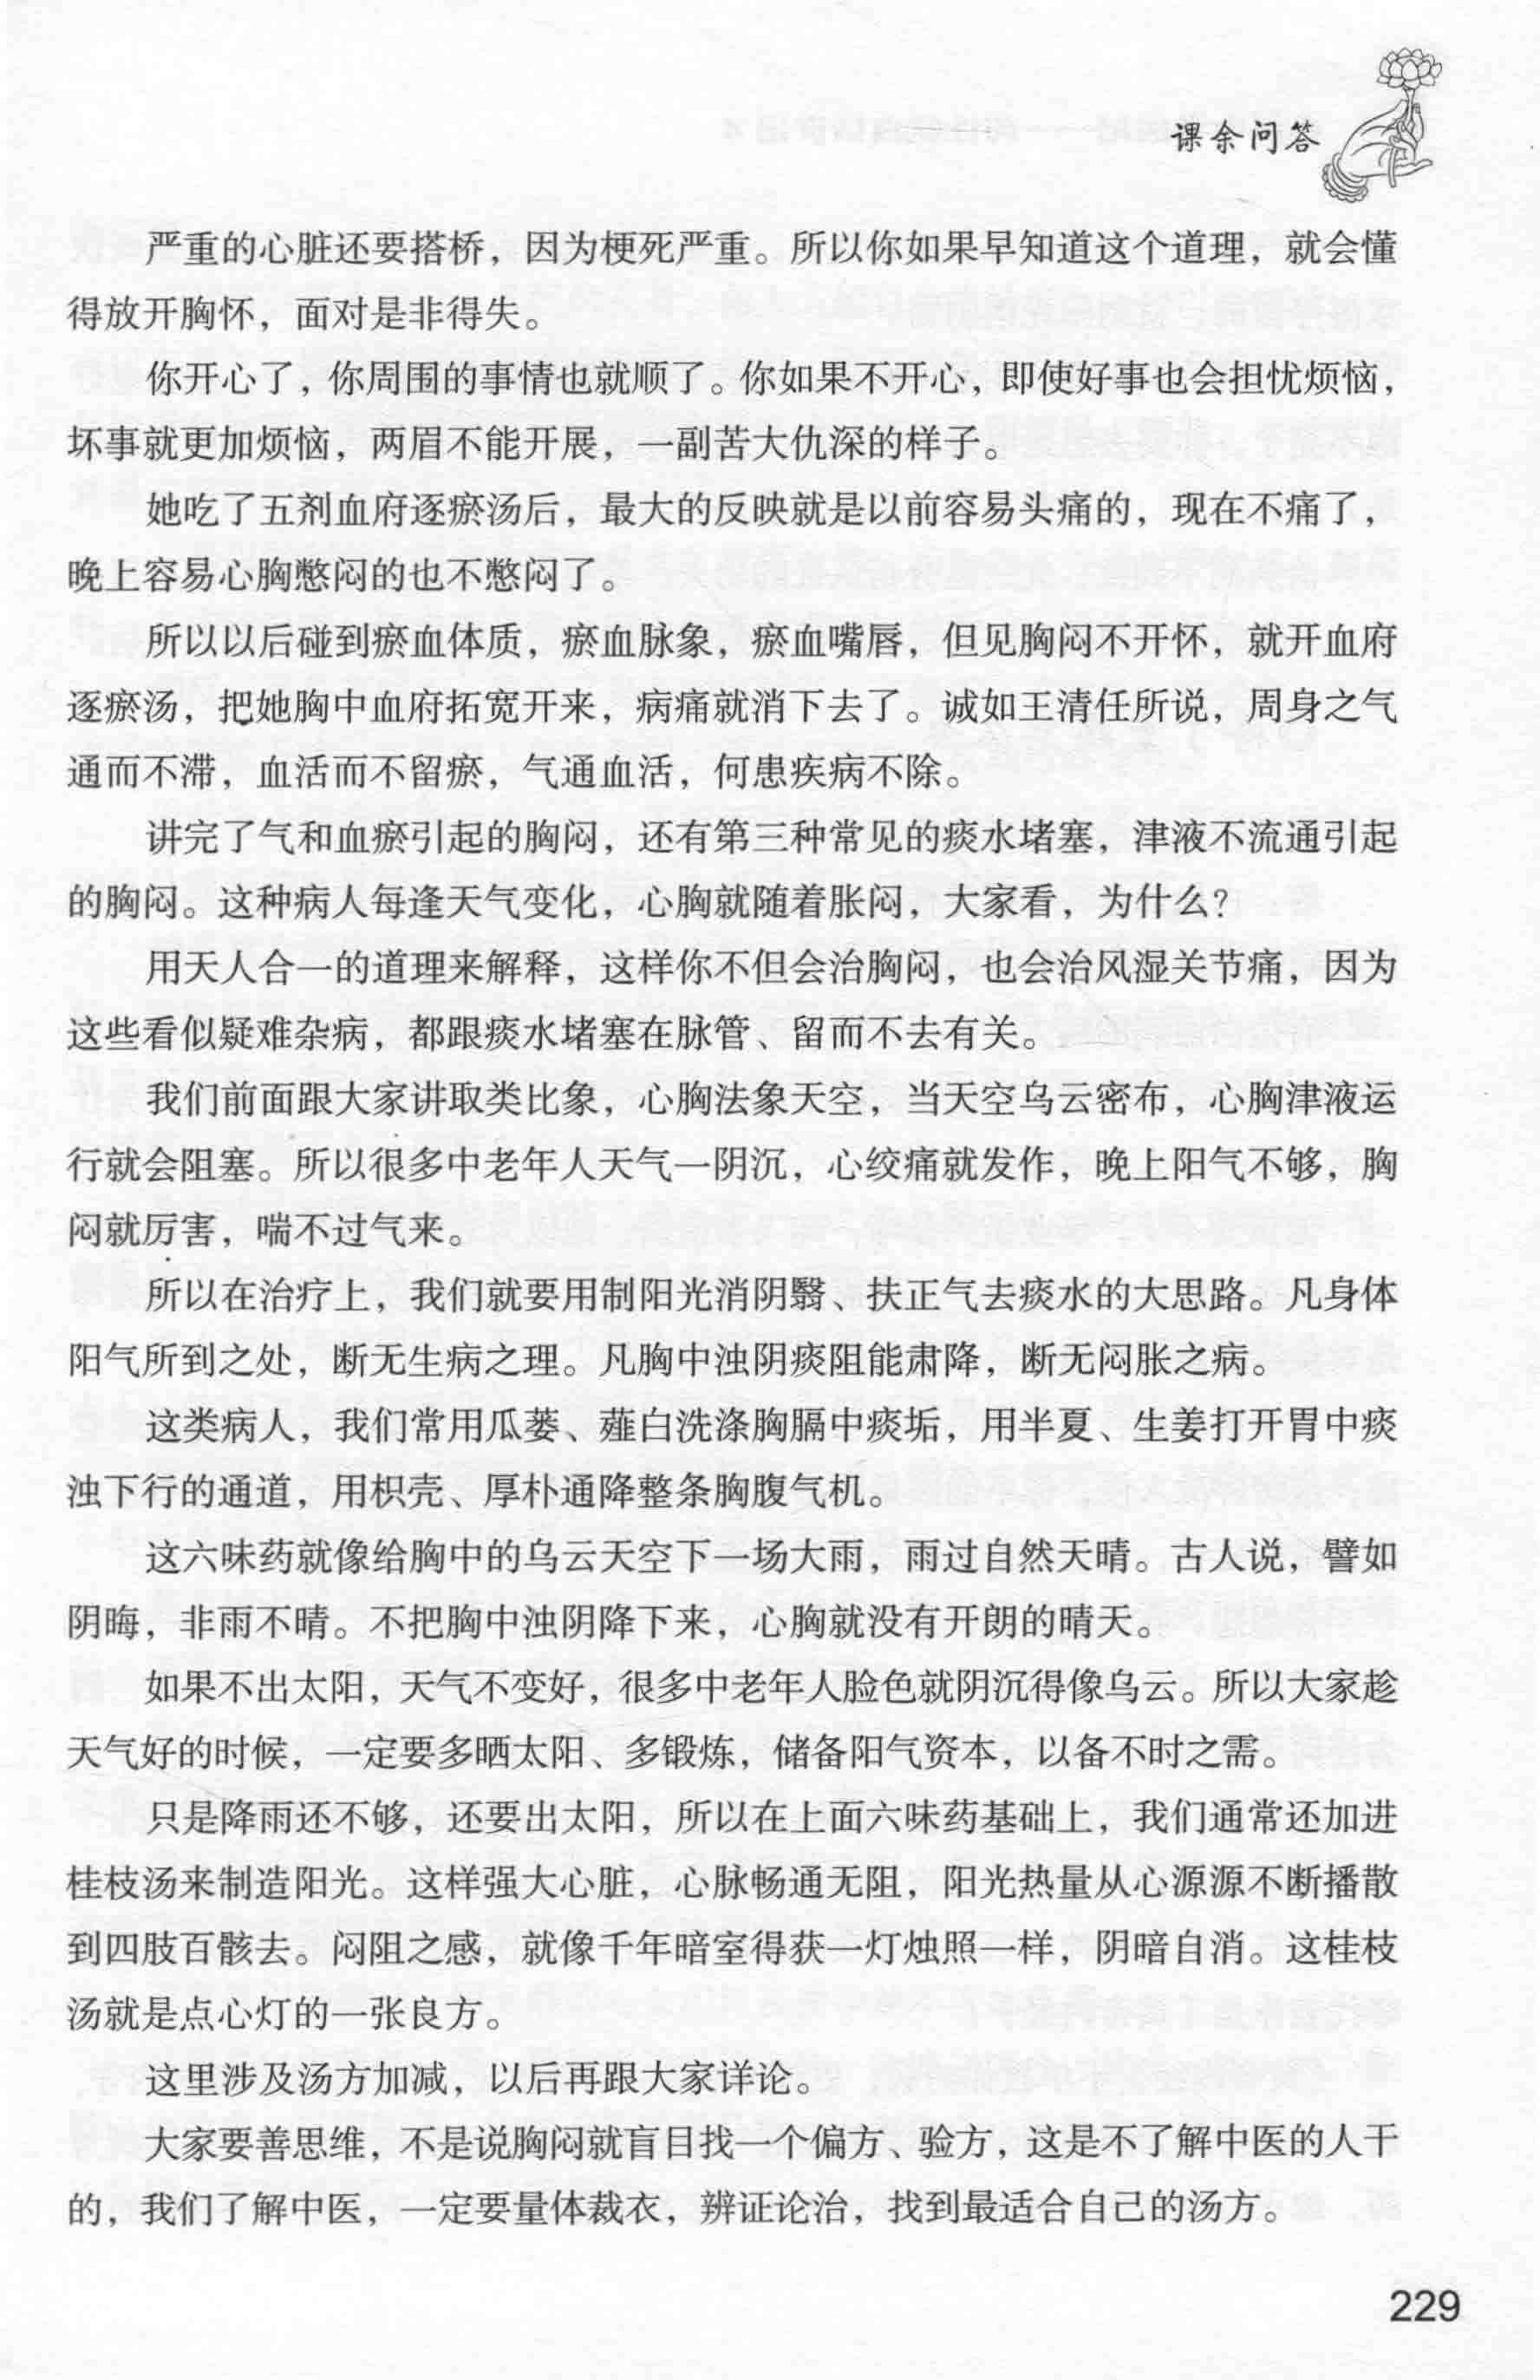 课余问答
严重的心脏还要搭桥，因为梗死严重。所以你如果早知道这个道理，就会懂
得放开胸怀，面对是非得失。
你开心了，你周围的事情也就顺了。你如果不开心，即使好事也会担忧烦恼，
坏事就更加烦恼，两眉不能开展，一副苦大仇深的样子。
她吃了五剂血府逐瘀汤后，最大的反映就是以前容易头痛的，现在不痛了，
晚上容易心胸憋闷的也不憋闷了。
所以以后碰到瘀血体质，瘀血脉象，瘀血嘴唇，但见胸闷不开怀，就开血府
逐瘀汤，把她胸中血府拓宽开来，病痛就消下去了。诚如王清任所说，周身之气
通而不滞，血活而不留瘀，气通血活，何患疾病不除。
讲完了气和血瘀引起的胸闷，还有第三种常见的痰水堵塞，津液不流通引起
的胸闷。这种病人每逢天气变化，心胸就随着胀闷，大家看，为什么？
用天人合一的道理来解释，这样你不但会治胸闷，也会治风湿关节痛，因为
这些看似疑难杂病，都跟痰水堵塞在脉管、留而不去有关。
我们前面跟大家讲取类比象，心胸法象天空，当天空乌云密布，心胸津液运
行就会阻塞。所以很多中老年人天气一阴沉，心绞痛就发作，晚上阳气不够，胸
闷就厉害，喘不过气来。
所以在治疗上，我们就要用制阳光消阴翳、扶正气去痰水的大思路。凡身体
阳气所到之处，断无生病之理。凡胸中浊阴痰阻能肃降，断无闷胀之病。
这类病人，我们常用瓜蒌、薤白洗涤胸膈中痰垢，用半夏、生姜打开胃中痰
浊下行的通道，用枳壳、厚朴通降整条胸腹气机。
这六味药就像给胸中的乌云天空下一场大雨，雨过自然天晴。古人说，譬如
阴晦，非雨不晴。不把胸中浊阴降下来，心胸就没有开朗的晴天。
如果不出太阳，天气不变好，很多中老年人脸色就阴沉得像乌云。所以大家趁
天气好的时候，一定要多晒太阳、多锻炼，储备阳气资本，以备不时之需。
只是降雨还不够，还要出太阳，所以在上面六味药基础上，我们通常还加进
桂枝汤来制造阳光。这样强大心脏，心脉畅通无阻，阳光热量从心源源不断播散
到四肢百骸去。闷阻之感，就像千年暗室得获一灯烛照一样，阴暗自消。这桂枝
汤就是点心灯的一张良方。
这里涉及汤方加减，以后再跟大家详论。
大家要善思维，不是说胸闷就盲目找一个偏方、验方，这是不了解中医的人干
的，我们了解中医，一定要量体裁衣，辨证论治，找到最适合自己的汤方。
229